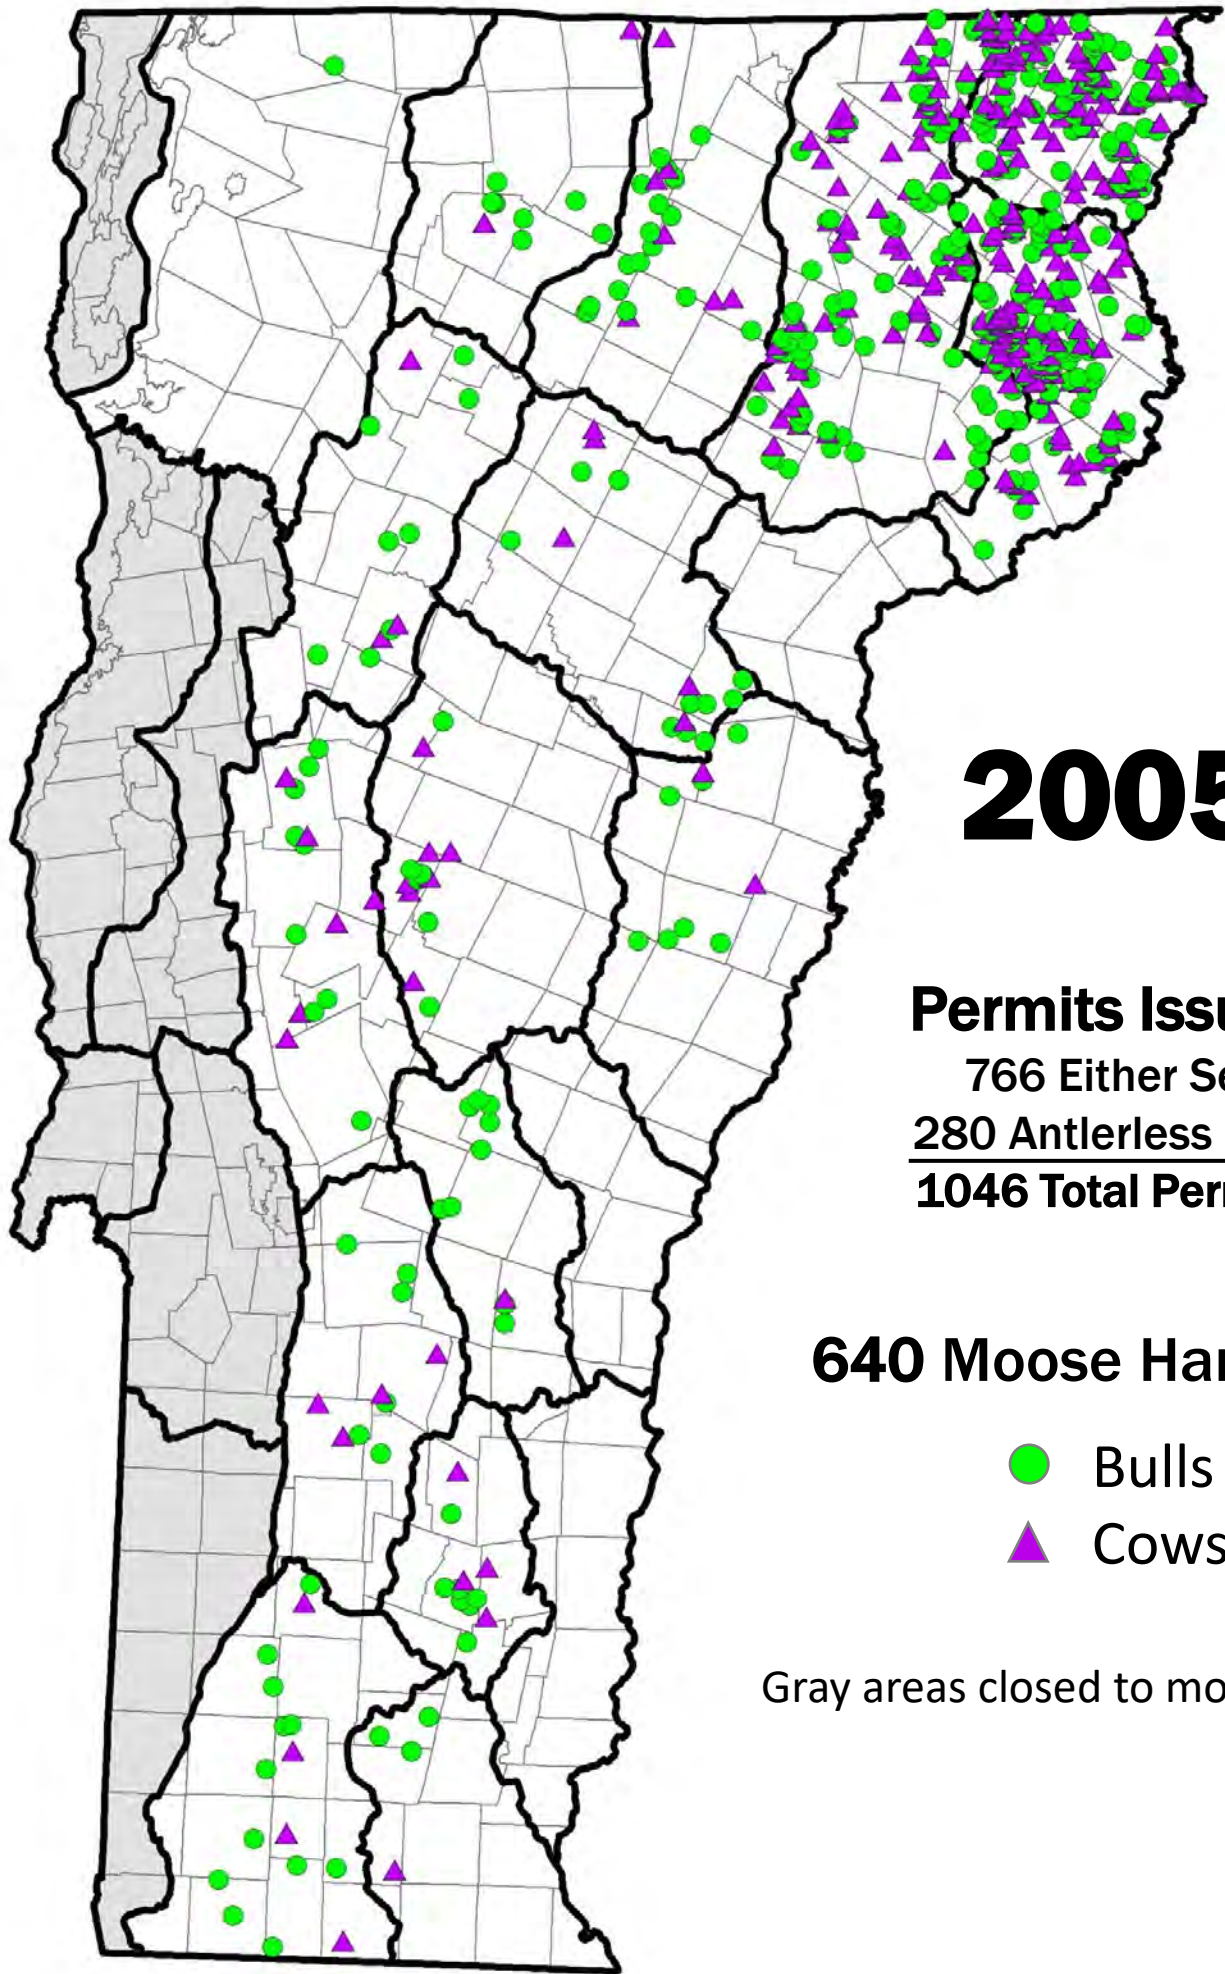 2005
Permits Issu
766 Either Se
280 Antlerless
1046 Total Per
640 Moose Har
Bulls
Cows
Gray areas closed to mo